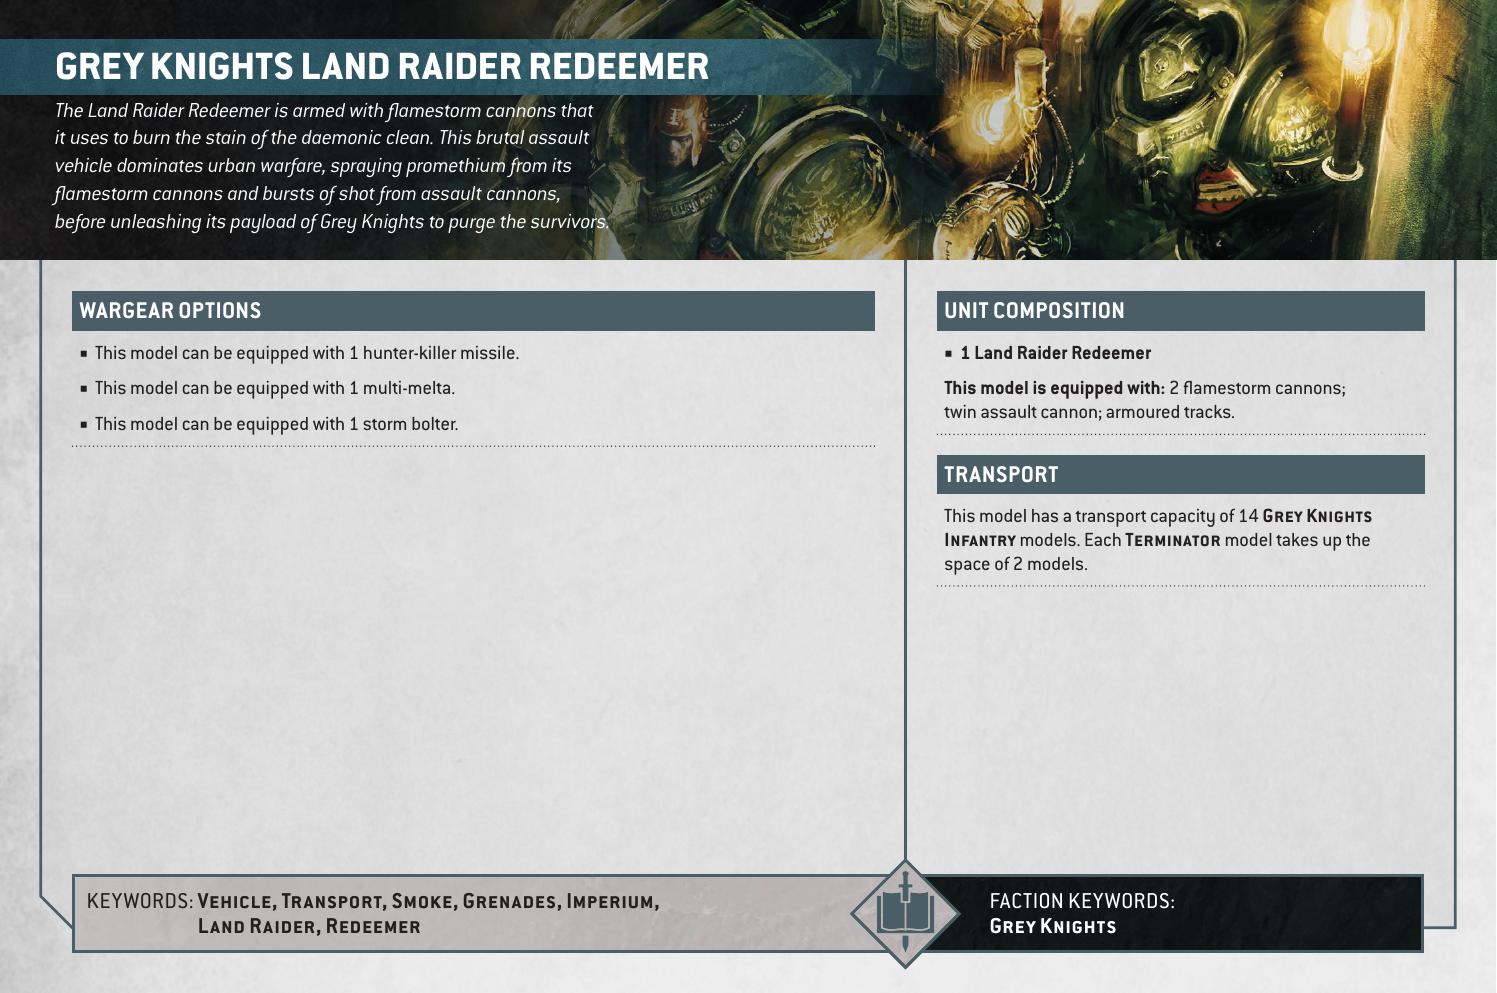 GREY KNIGHTS LAND RAIDER REDEEMER
The Land Raider Redeemer is armed with flamestorm cannons that
it uses to burn the stain of the daemonic clean. This brutal assault
vehicle dominates urban warfare, spraying promethium from its
flamestorm cannons and bursts of shot from assault cannons,
before unleashing its payload of Grey Knights to purge the survivors.
WARGEAR OPTIONS
▪ This model can be equipped with 1 hunter-killer missile.
▪ This model can be equipped with 1 multi-melta.
▪ This model can be equipped with 1 storm bolter.
UNIT COMPOSITION
▪ 1 Land Raider Redeemer
This model is equipped with: 2 flamestorm cannons;
twin assault cannon; armoured tracks.
TRANSPORT
This model has a transport capacity of 14 GREY KNIGHTS
INFANTRY models. Each TERMINATOR model takes up the
space of 2 models.
KEYWORDS: VEHICLE, TRANSPORT, SMOKE, GRENADES, IMPERIUM,
LAND RAIDER, REDEEMER
FACTION KEYWORDS:
GREY KNIGHTS